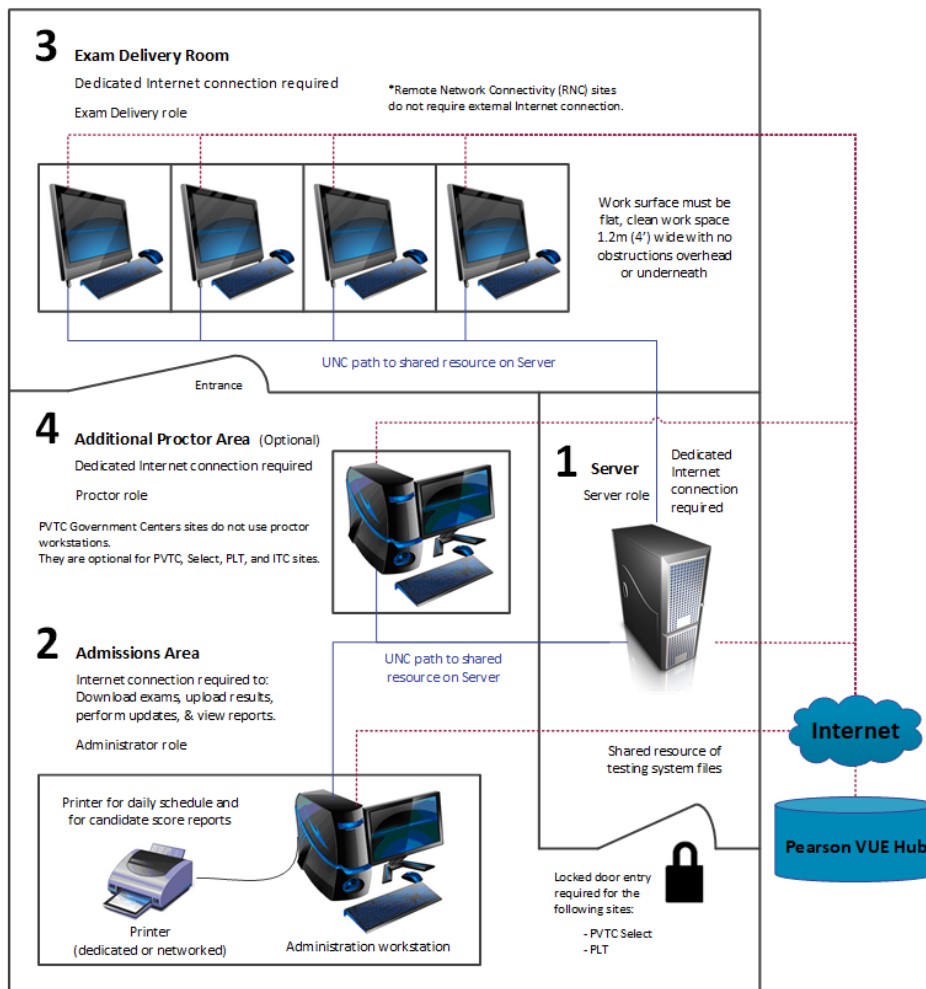 3 Exam Delivery Room
Dedicated Internet connection required
Exam Delivery role
*Remote Network Connectivity (RNC) sites
do not require external Internet connection.
Work surface must be
flat, clean work space
1.2m (4') wide with no
obstructions overhead
or underneath
UNC path to shared resource on Server
Entrance
4 Additional Proctor Area (Optional)
Dedicated Internet connection required
Proctor role
PVTC Government Centers sites do not use proctor
workstations.
They are optional for PVTC, Select, PLT, and ITC sites.
1 Server
Server role
Dedicated
Internet
connection
required
2 Admissions Area
Internet connection required to:
Download exams, upload results,
perform updates, & view reports.
Administrator role
UNC path to shared
resource on Server
Internet
Shared resource of
testing system files
Printer for daily schedule and
for candidate score reports
Printer
(dedicated or networked)
Administration workstation
Pearson VUE Hub
Locked door entry
required for the
following sites:
- PVTC Select
- PLT